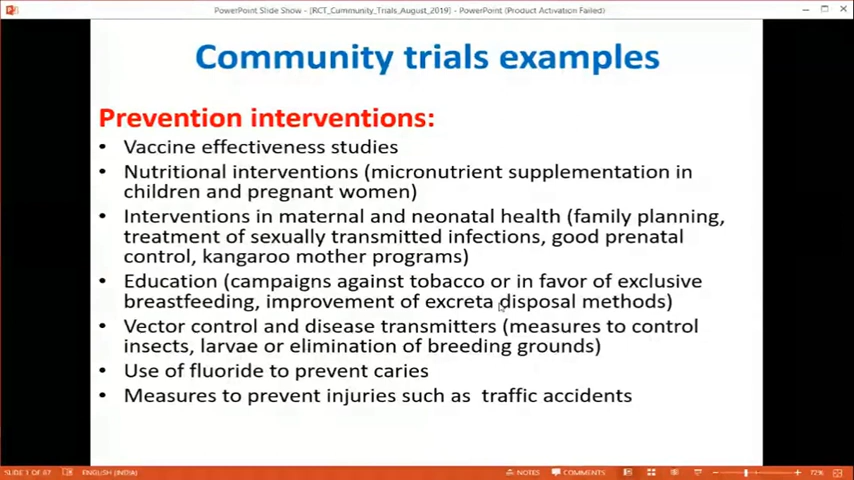 PowerPoint Slide Show - [RCT_Cummunity_Trials_August_2019] - PowerPoint (Product Activation Failed)
Community trials examples
Prevention interventions:
• Vaccine effectiveness studies
• Nutritional interventions (micronutrient supplementation in
children and pregnant women)
• Interventions in maternal and neonatal health (family planning,
treatment of sexually transmitted infections, good prenatal
control, kangaroo mother programs)
• Education (campaigns against tobacco or in favor of exclusive
breastfeeding, improvement of excreta disposal methods)
• Vector control and disease transmitters (measures to control
insects, larvae or elimination of breeding grounds)
• Use of fluoride to prevent caries
• Measures to prevent injuries such as  traffic accidents
ENGLISH (INDIA) NOTES COMMENTS 72%